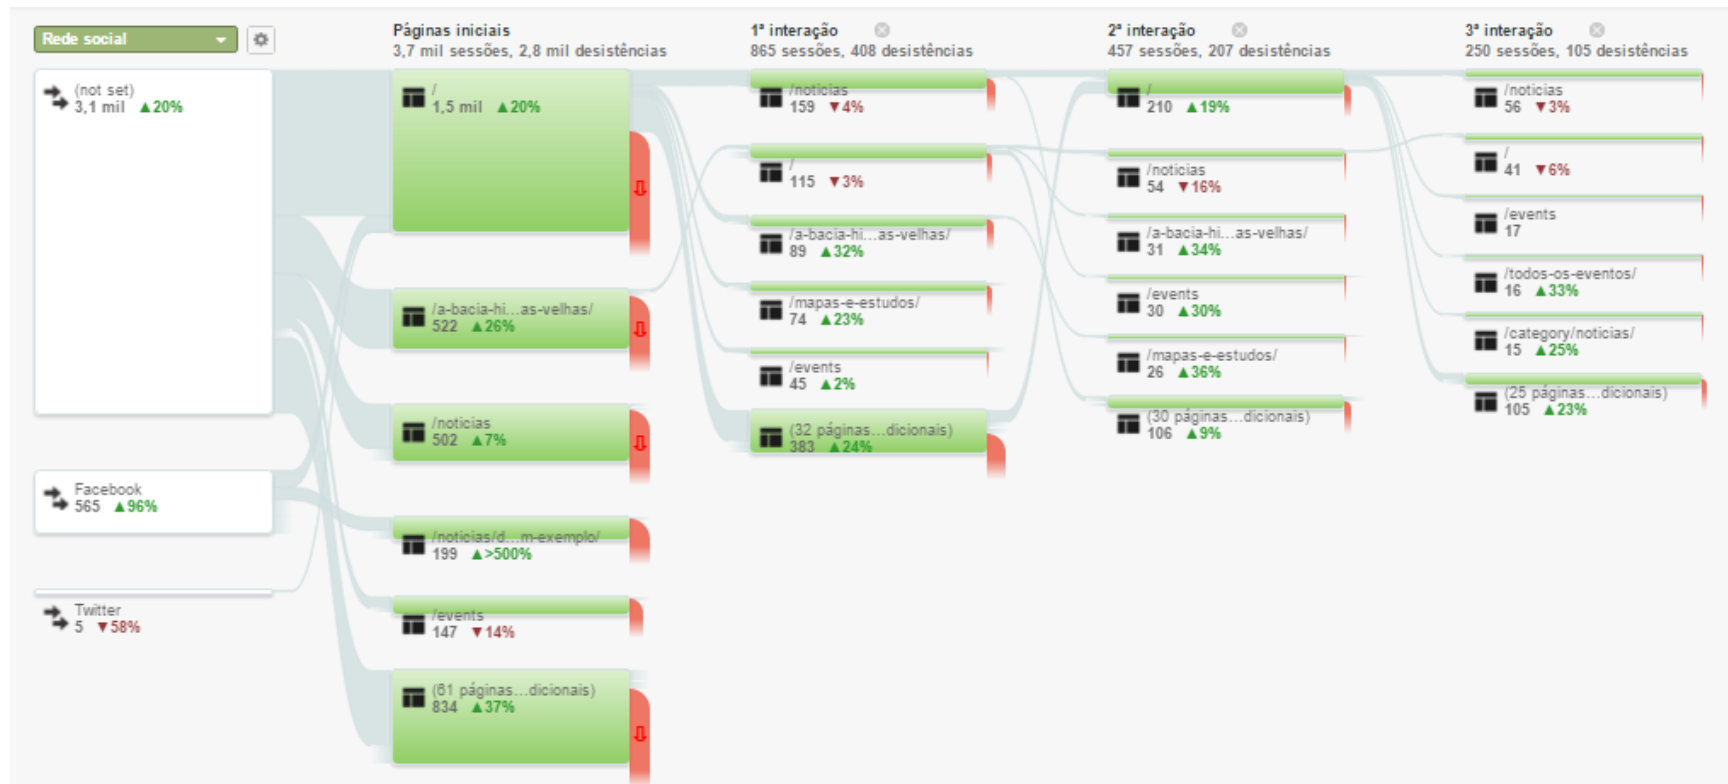 Rede social
(not set)
3,1 mil ▲20%
Facebook
565 ▲96%
Twitter
5 ▼58%
Páginas iniciais
3,7 mil sessões, 2,8 mil desistências
/
1,5 mil ▲20%
/a-bacia-hi...as-velhas/
522 ▲26%
/noticias
502 ▲7%
/noticias/d...m-exemplo/
199 ▲>500%
/events
147 ▼14%
(61 páginas...dicionais)
834 ▲37%
1ª interação
865 sessões, 408 desistências
/noticias
159 ▼4%
/
115 ▼3%
/a-bacia-hi...as-velhas/
89 ▲32%
/mapas-e-estudos/
74 ▲23%
/events
45 ▲2%
(32 páginas...dicionais)
383 ▲24%
2ª interação
457 sessões, 207 desistências
/
210 ▲19%
/noticias
54 ▼16%
/a-bacia-hi...as-velhas/
31 ▲34%
/events
30 ▲30%
/mapas-e-estudos/
26 ▲36%
(30 páginas...dicionais)
106 ▲9%
3ª interação
250 sessões, 105 desistências
/noticias
56 ▼3%
/
41 ▼6%
/events
17
/todos-os-eventos/
16 ▲33%
/category/noticias/
15 ▲25%
(25 páginas...dicionais)
105 ▲23%